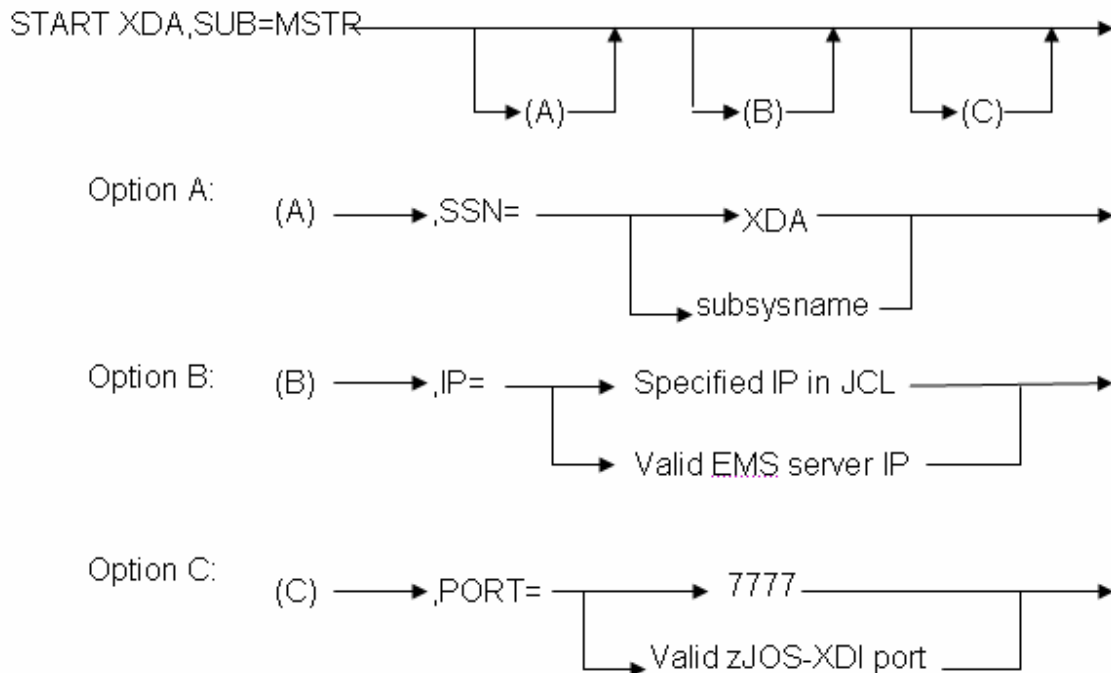 START XDA,SUB=MSTR
(A) (B) (C)
Option A:
(A) ,SSN= XDA
subsysname
Option B:
(B) ,IP= Specified IP in JCL
Valid EMS server IP
Option C:
(C) ,PORT= 7777
Valid zJOS-XDI port